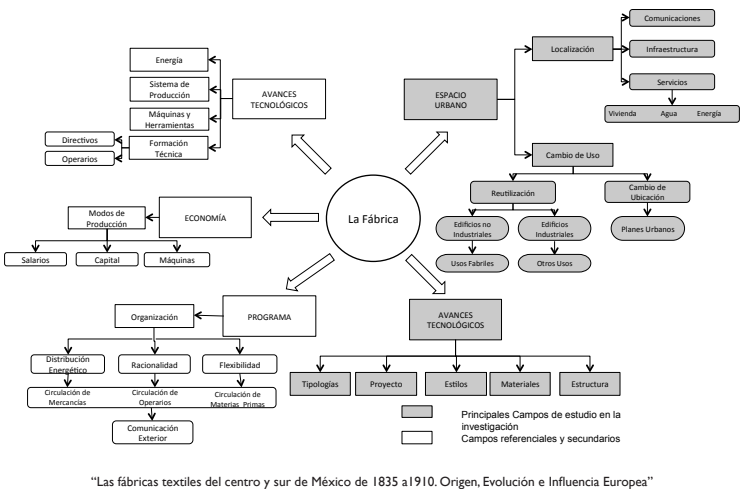 Comunicaciones
Energía
Localización
Infraestructura
Sistema de
Producción
AVANCES
TECNOLÓGICOS
ESPACIO
URBANO
Servicios
Máquinas y
Herramientas
Vivienda Agua Energía
Directivos
Formación
Técnica
Operarios
Cambio de Uso
Reutilización
Cambio de
Ubicación
Modos de
Producción
ECONOMÍA
La Fábrica
Edificios no
Industriales
Edificios
Industriales
Planes Urbanos
Salarios
Capital
Máquinas
Usos Fabriles
Otros Usos
Organización
PROGRAMA
AVANCES
TECNOLÓGICOS
Distribución
Energético
Racionalidad
Flexibilidad
Tipologías
Proyecto
Estilos
Materiales
Estructura
Circulación de
Mercancías
Circulación de
Operarios
Circulación de
Materias Primas
Comunicación
Exterior
Principales Campos de estudio en la
investigación
Campos referenciales y secundarios
“Las fábricas textiles del centro y sur de México de 1835 a1910. Origen, Evolución e Influencia Europea”